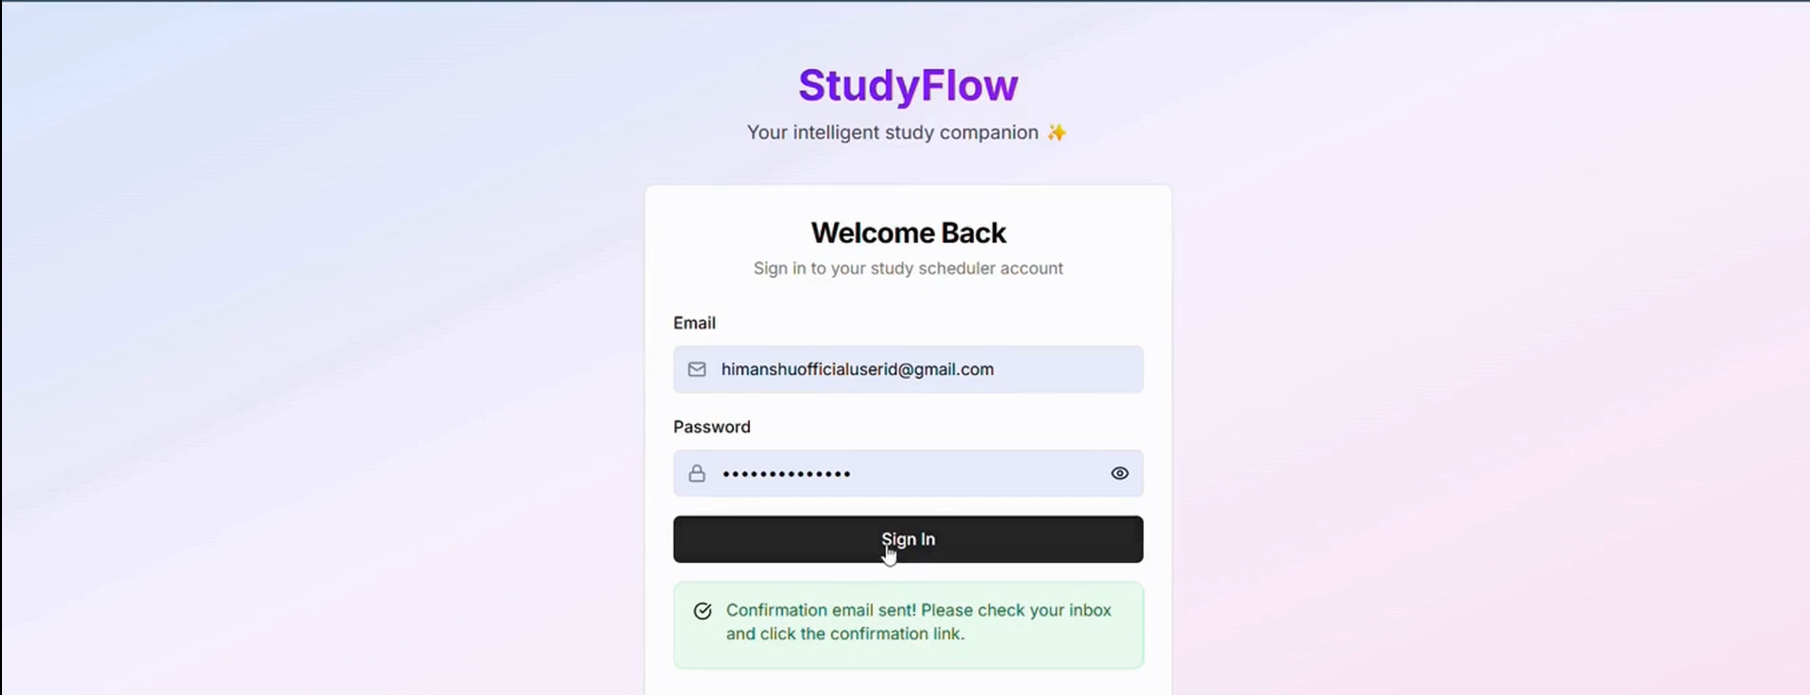 StudyFlow
Your intelligent study companion ✨
Welcome Back
Sign in to your study scheduler account
Email
himanshuofficialuserid@gmail.com
Password
••••••••••••••
Sign In
Confirmation email sent! Please check your inbox
and click the confirmation link.